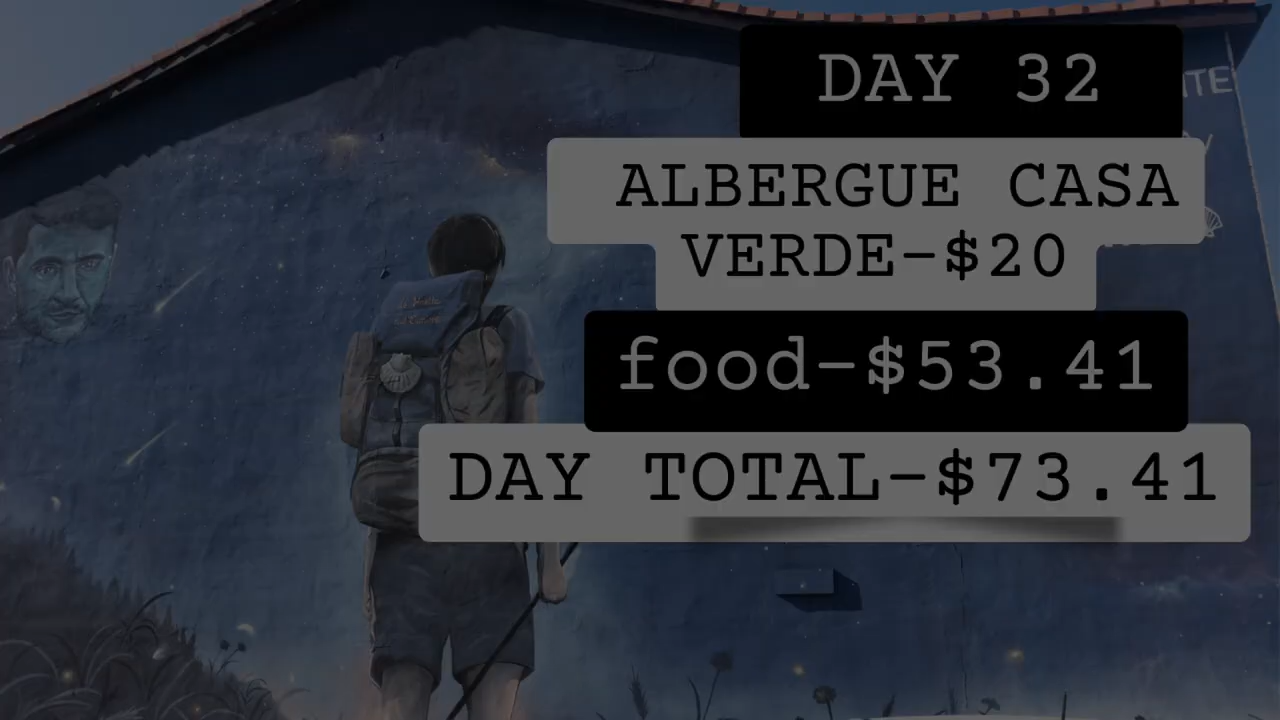 DAY 32
ALBERGUE CASA
VERDE-$20
food-$53.41
DAY TOTAL-$73.41